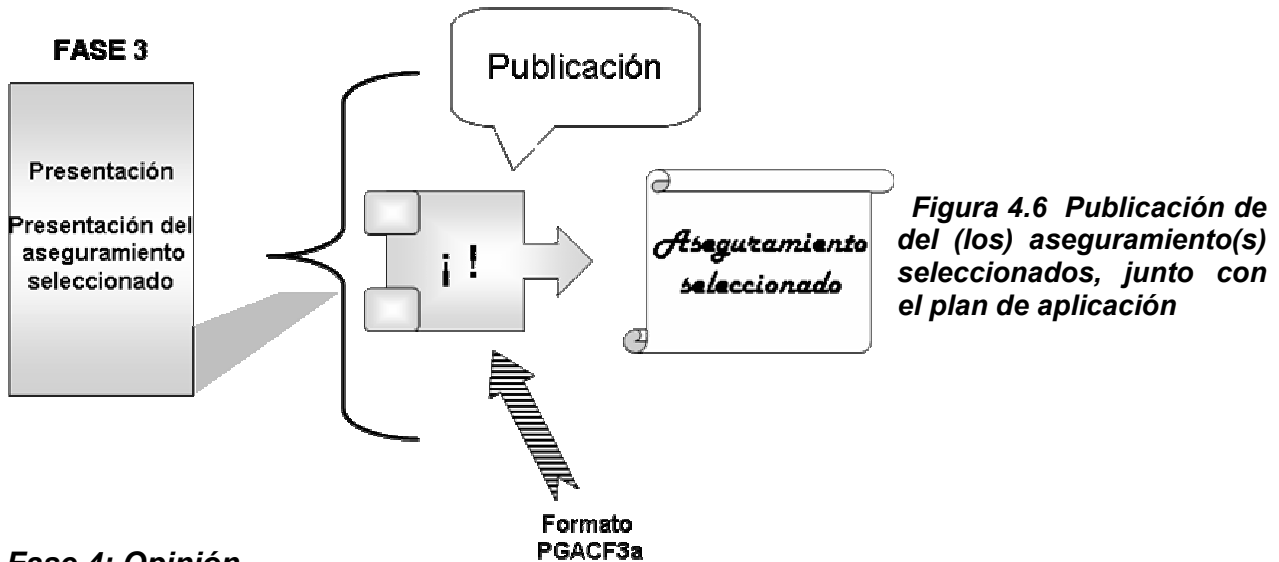 FASE 3
Presentación
Presentación del
aseguramiento
seleccionado
Publicación
¡ !
Aseguramiento
seleccionado
Formato
PGACF3a
Figura 4.6 Publicación de
del (los) aseguramiento(s)
seleccionados, junto con
el plan de aplicación
Fase 4: Opinión